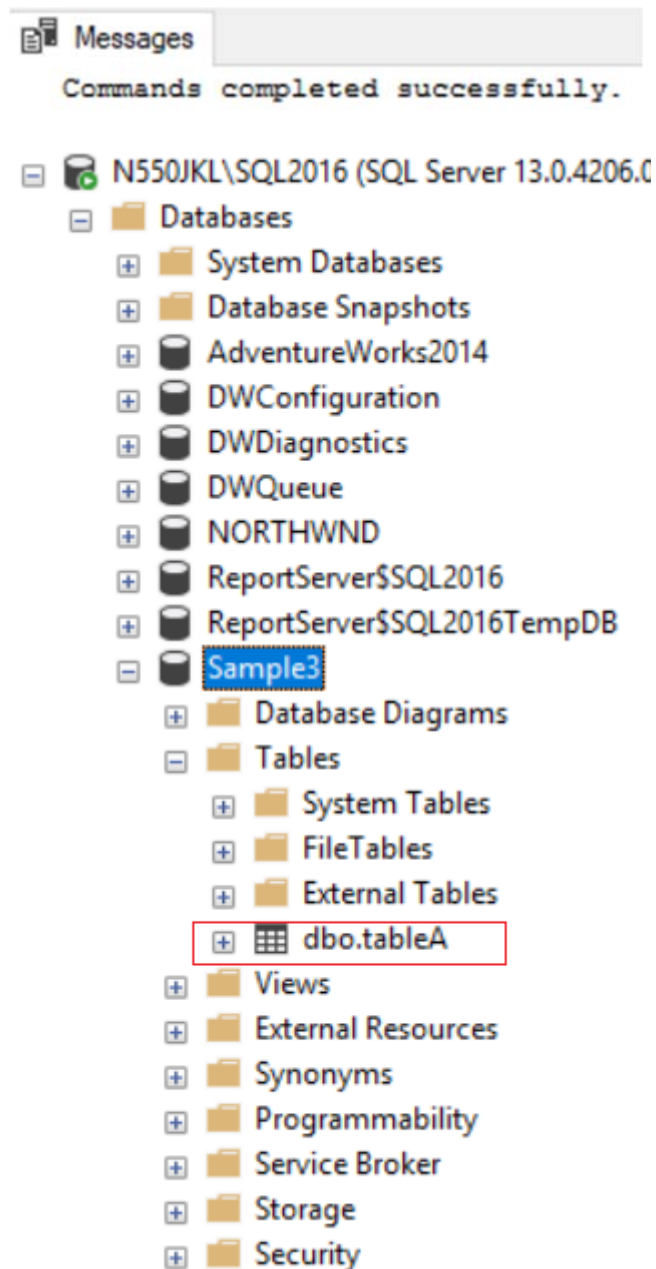 Messages
Commands completed successfully.
N550JKL\SQL2016 (SQL Server 13.0.4206.0
Databases
System Databases
Database Snapshots
AdventureWorks2014
DWConfiguration
DWDiagnostics
DWQueue
NORTHWND
ReportServer$SQL2016
ReportServer$SQL2016TempDB
Sample3
Database Diagrams
Tables
System Tables
FileTables
External Tables
dbo.tableA
Views
External Resources
Synonyms
Programmability
Service Broker
Storage
Security